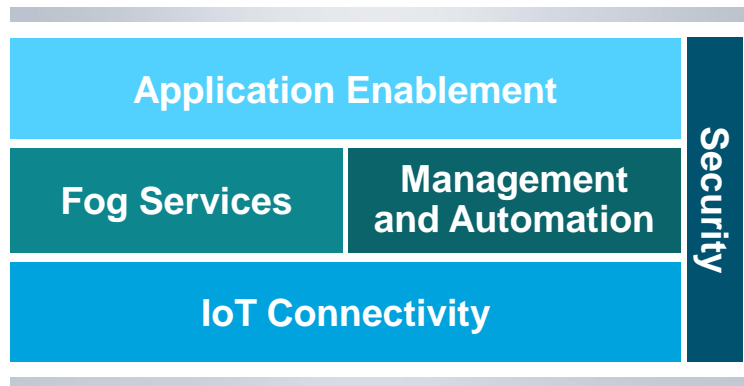 Application Enablement
Fog Services
Management
and Automation
IoT Connectivity
Security